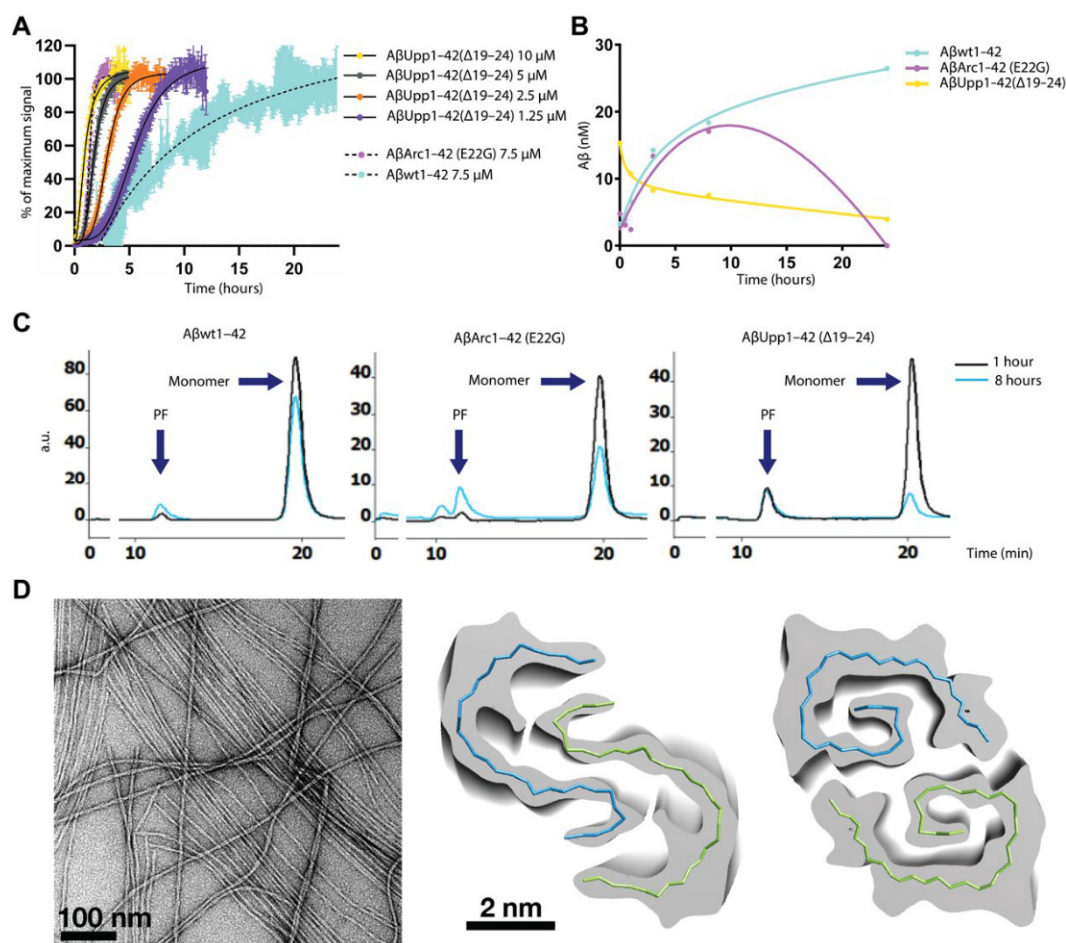 A
120
100
80
60
40
20
0
% of maximum signal
0 5 10 15 20
Time (hours)
AβUpp1–42(Δ19–24) 10 μM
AβUpp1–42(Δ19–24) 5 μM
AβUpp1–42(Δ19–24) 2.5 μM
AβUpp1–42(Δ19–24) 1.25 μM
AβArc1–42 (E22G) 7.5 μM
Aβwt1–42 7.5 μM
B
30
20
10
0
Aβ (nM)
0 5 10 15 20
Time (hours)
Aβwt1–42
AβArc1–42 (E22G)
AβUpp1–42(Δ19–24)
C
Aβwt1–42
80
60
40
20
0
a.u.
Monomer
PF
0 10 20
AβArc1–42 (E22G)
40
30
20
10
0
Monomer
PF
0 10 20
AβUpp1–42 (Δ19–24)
40
30
20
10
0
Monomer
PF
0 10 20
1 hour
8 hours
Time (min)
D
100 nm
2 nm